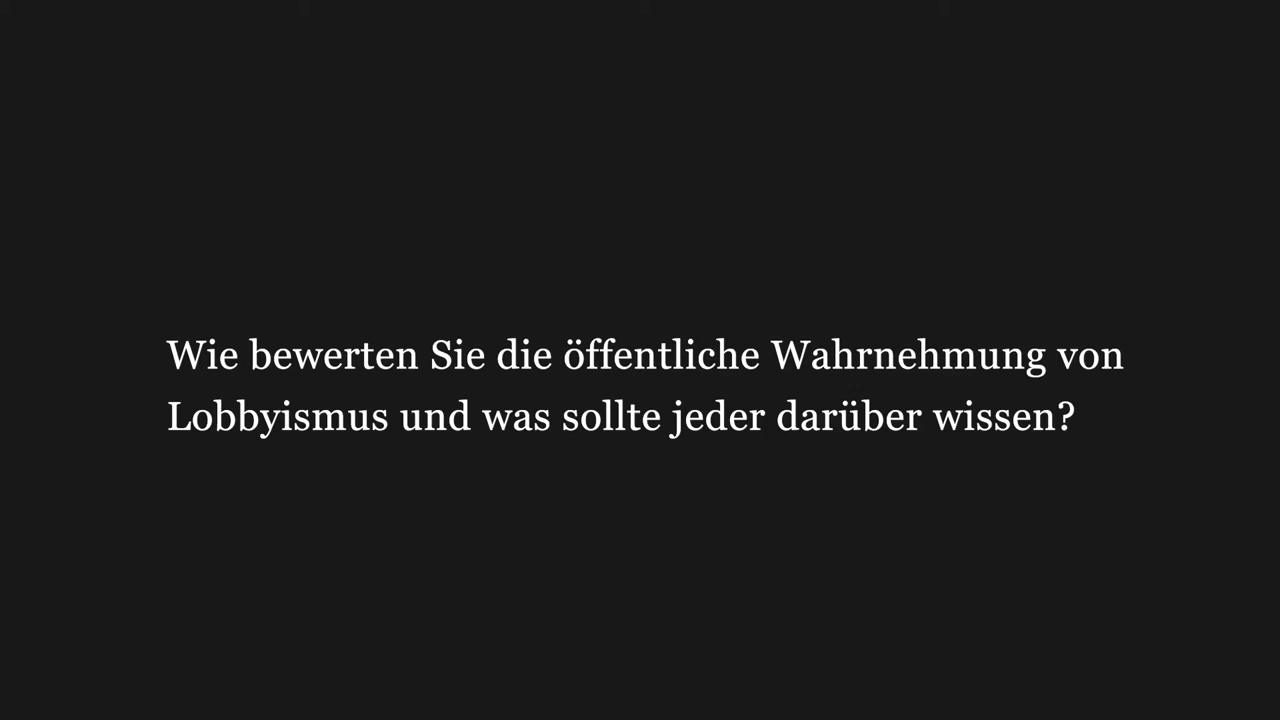 Wie bewerten Sie die öffentliche Wahrnehmung von
Lobbyismus und was sollte jeder darüber wissen?